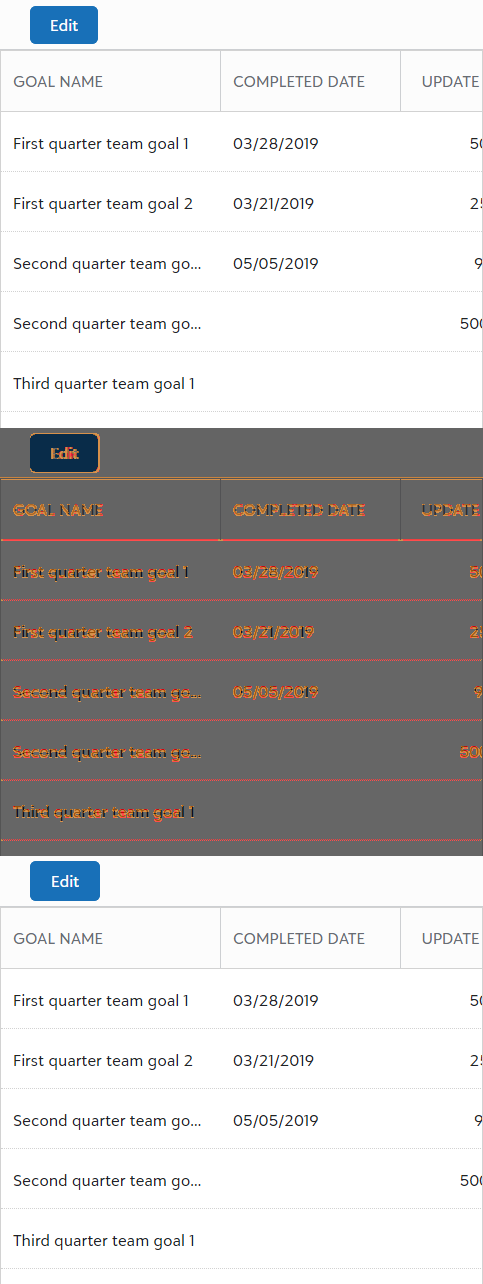 Edit
GOAL NAME COMPLETED DATE UPDATE
First quarter team goal 1 03/28/2019
First quarter team goal 2 03/21/2019
Second quarter team go... 05/05/2019 9
Second quarter team go... 500
Third quarter team goal 1
Edit
GOAL NAME COMPLETED DATE UPDATE
First quarter team goal 1 03/28/2019
First quarter team goal 2 03/21/2019
Second quarter team go... 05/05/2019 9
Second quarter team go... 500
Third quarter team goal 1
Edit
GOAL NAME COMPLETED DATE UPDATE
First quarter team goal 1 03/28/2019
First quarter team goal 2 03/21/2019
Second quarter team go... 05/05/2019 9
Second quarter team go... 500
Third quarter team goal 1